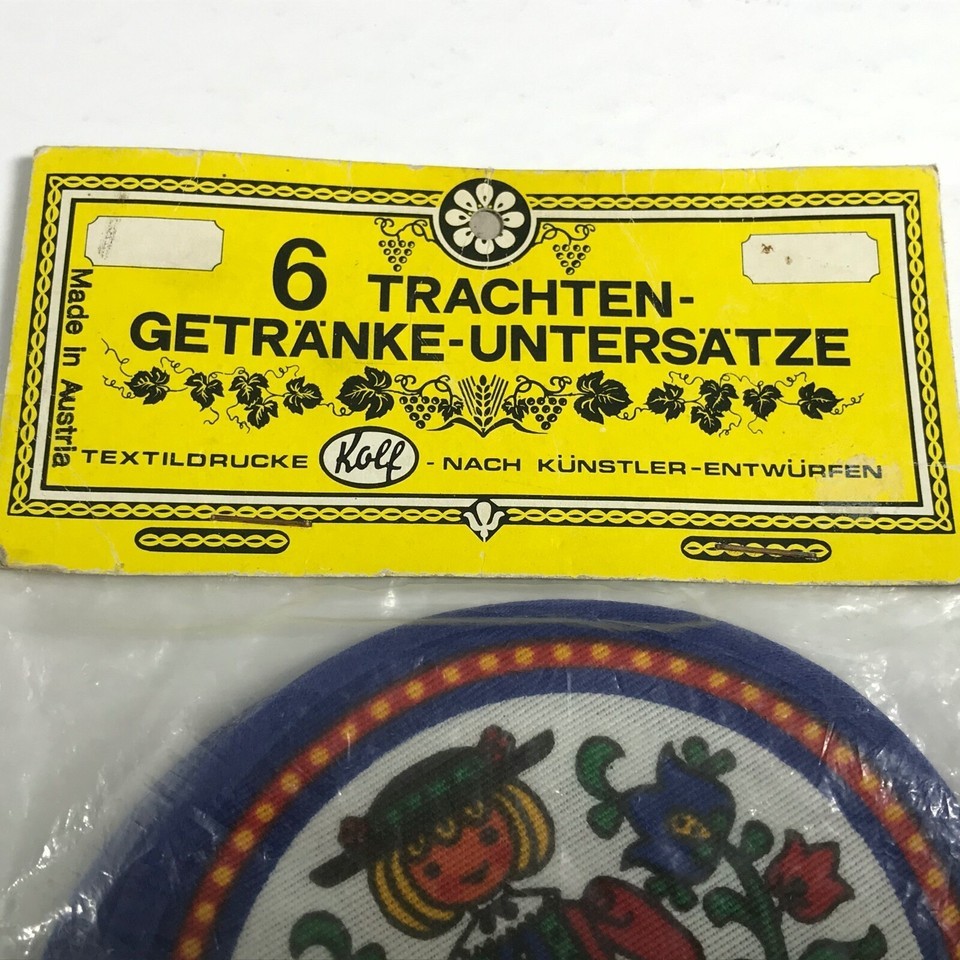 6 TRACHTEN-
GETRÄNKE-UNTERSÄTZE
Made in Austria
TEXTILDRUCKE Kolf - NACH KÜNSTLER-ENTWÜRFEN